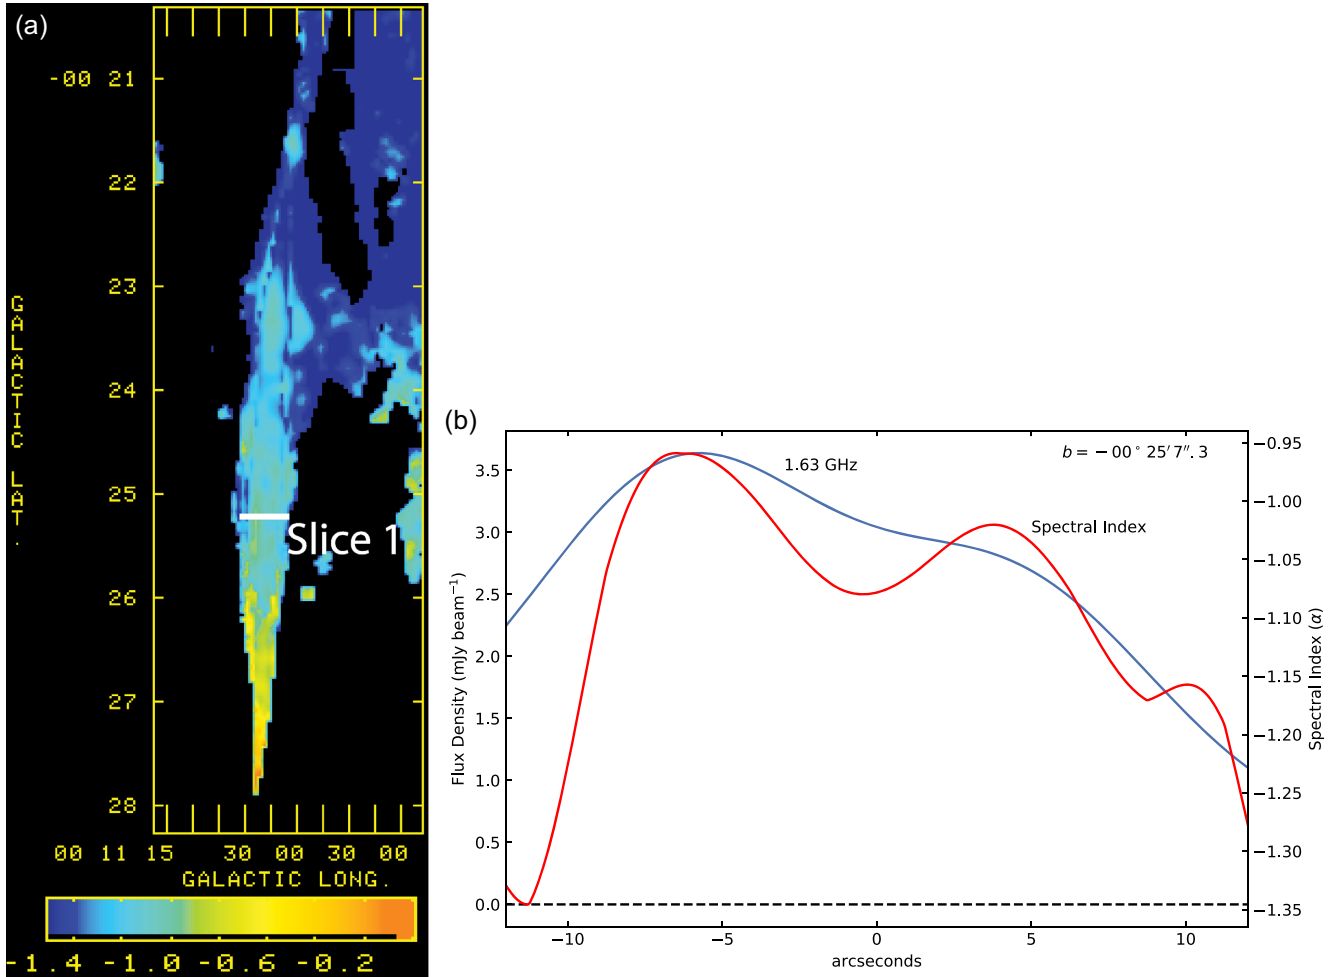 (a)
-00 21
22
23
24
25
26
27
28
GALACTIC LAT.
Slice 1
00 11 15 30 00 30 00
GALACTIC LONG.
-1.4 -1.0 -0.6 -0.2
(b)
b = −00° 25′ 7″. 3
1.63 GHz
Spectral Index
3.5
3.0
2.5
2.0
1.5
1.0
0.5
0.0
Flux Density (mJy beam⁻¹)
−0.95
−1.00
−1.05
−1.10
−1.15
−1.20
−1.25
−1.30
−1.35
Spectral Index (α)
−10 −5 0 5 10
arcseconds